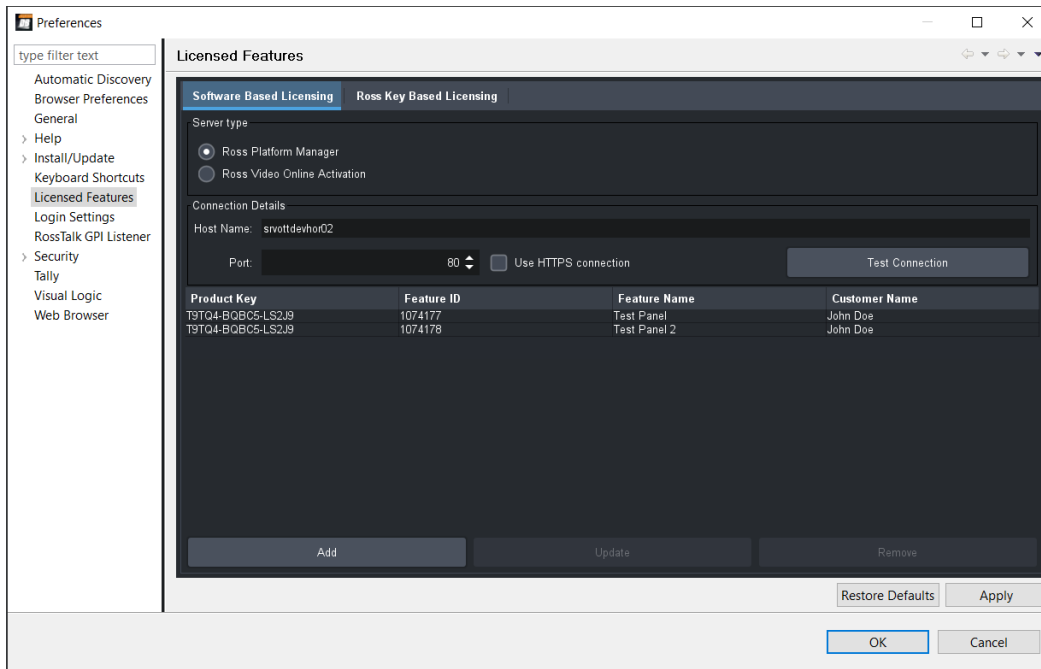 Preferences
type filter text
Licensed Features
Automatic Discovery
Browser Preferences
General
Help
Install/Update
Keyboard Shortcuts
Licensed Features
Login Settings
RossTalk GPI Listener
Security
Tally
Visual Logic
Web Browser
Software Based Licensing Ross Key Based Licensing
Server type
Ross Platform Manager
Ross Video Online Activation
Connection Details
Host Name: srvottdevhor02
Port: 80 Use HTTPS connection Test Connection
Product Key Feature ID Feature Name Customer Name
T9TQ4-BQBC5-LS2J9 1074177 Test Panel John Doe
T9TQ4-BQBC5-LS2J9 1074178 Test Panel 2 John Doe
Add Update Remove
Restore Defaults Apply
OK Cancel